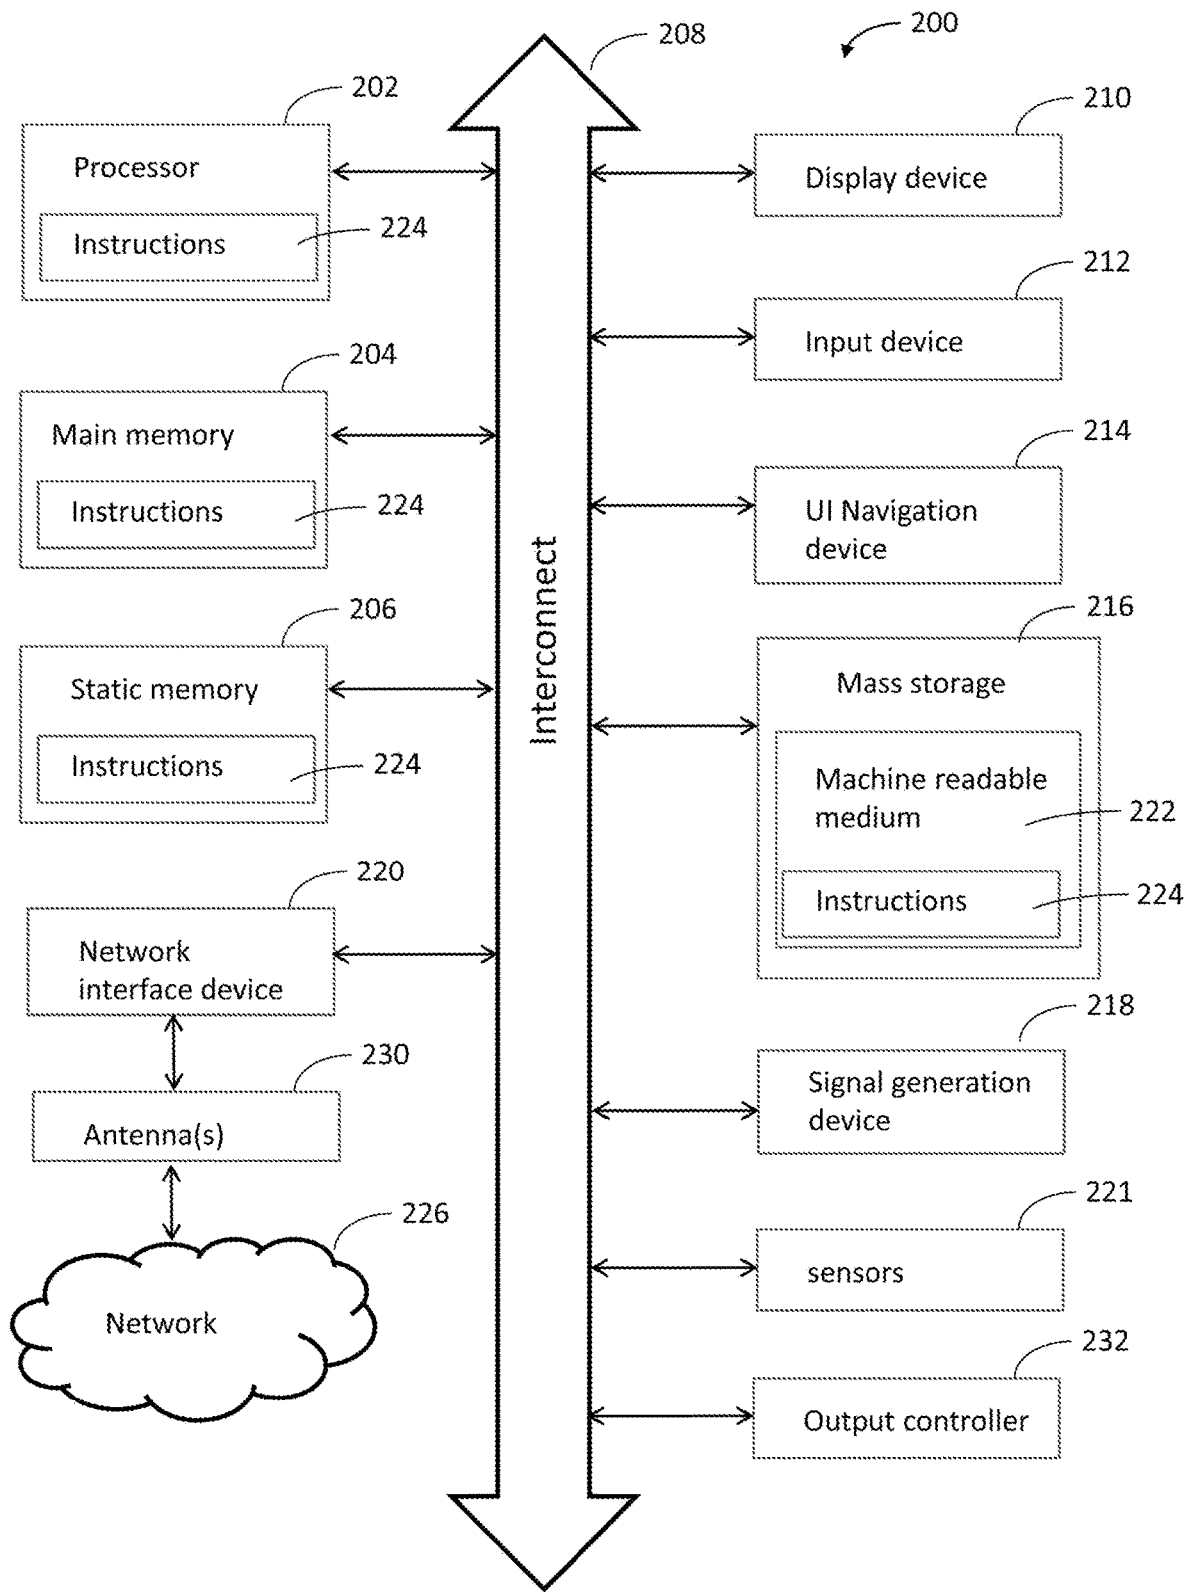 208
200
202
Processor
224
Instructions
204
Main memory
224
Instructions
206
Static memory
224
Instructions
220
Network
interface device
230
Antenna(s)
226
Network
Interconnect
210
Display device
212
Input device
214
UI Navigation
device
216
Mass storage
Machine readable
medium
222
Instructions
224
218
Signal generation
device
221
sensors
232
Output controller